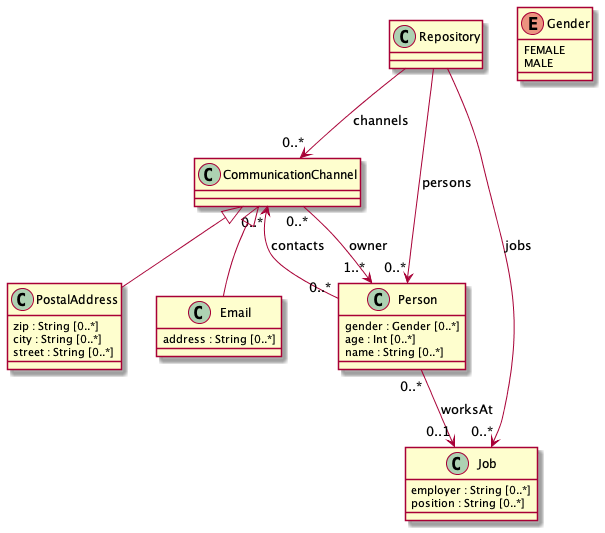 C Repository
E Gender
FEMALE
MALE
channels
0..*
C CommunicationChannel
persons
jobs
0..*
contacts
0..*
owner
1..*
0..*
0..*
C PostalAddress
zip : String [0..*]
city : String [0..*]
street : String [0..*]
C Email
address : String [0..*]
C Person
gender : Gender [0..*]
age : Int [0..*]
name : String [0..*]
0..*
worksAt
0..1
0..*
C Job
employer : String [0..*]
position : String [0..*]